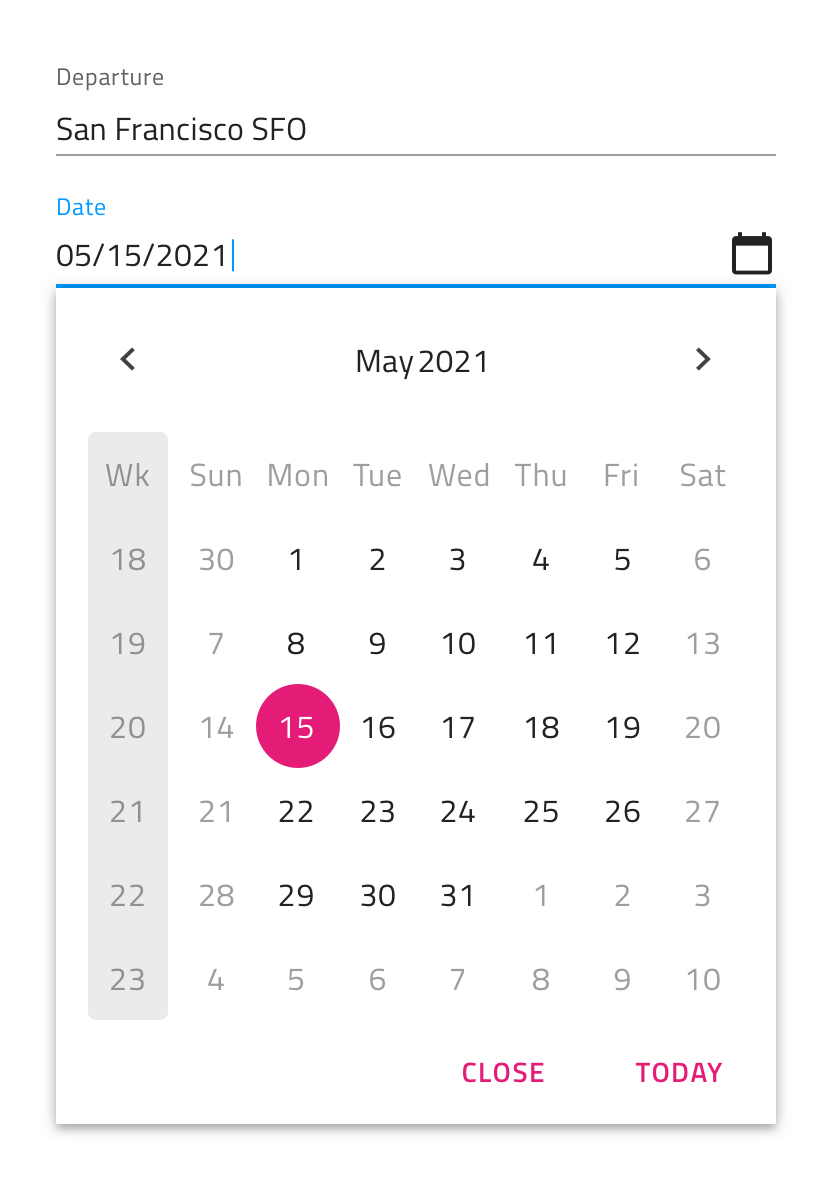 Departure
San Francisco SFO
Date
05/15/2021
May 2021
Wk Sun Mon Tue Wed Thu Fri Sat
18 30 1 2 3 4 5 6
19 7 8 9 10 11 12 13
20 14 15 16 17 18 19 20
21 21 22 23 24 25 26 27
22 28 29 30 31 1 2 3
23 4 5 6 7 8 9 10
CLOSE TODAY